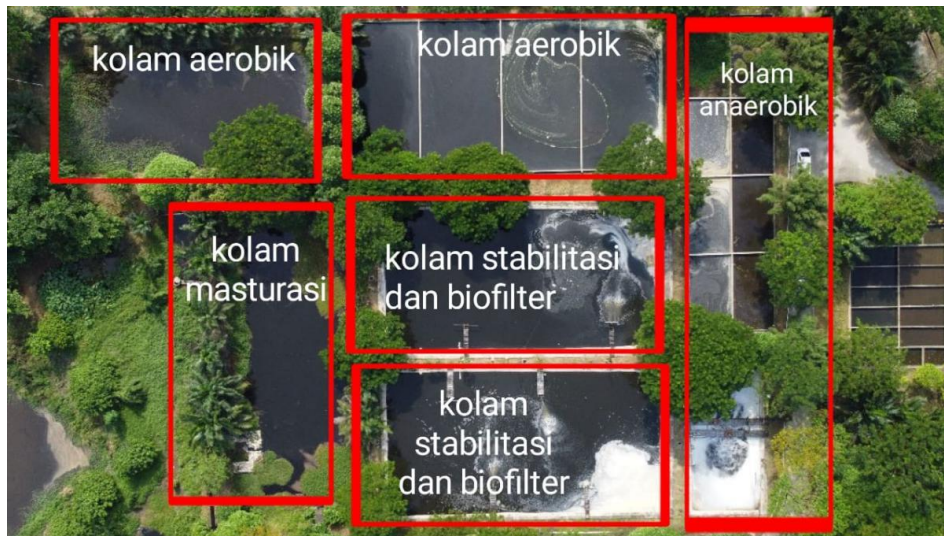 kolam aerobik
kolam aerobik
kolam
anaerobik
kolam
masturasi
kolam stabilitasi
dan biofilter
kolam
stabilitasi
dan biofilter